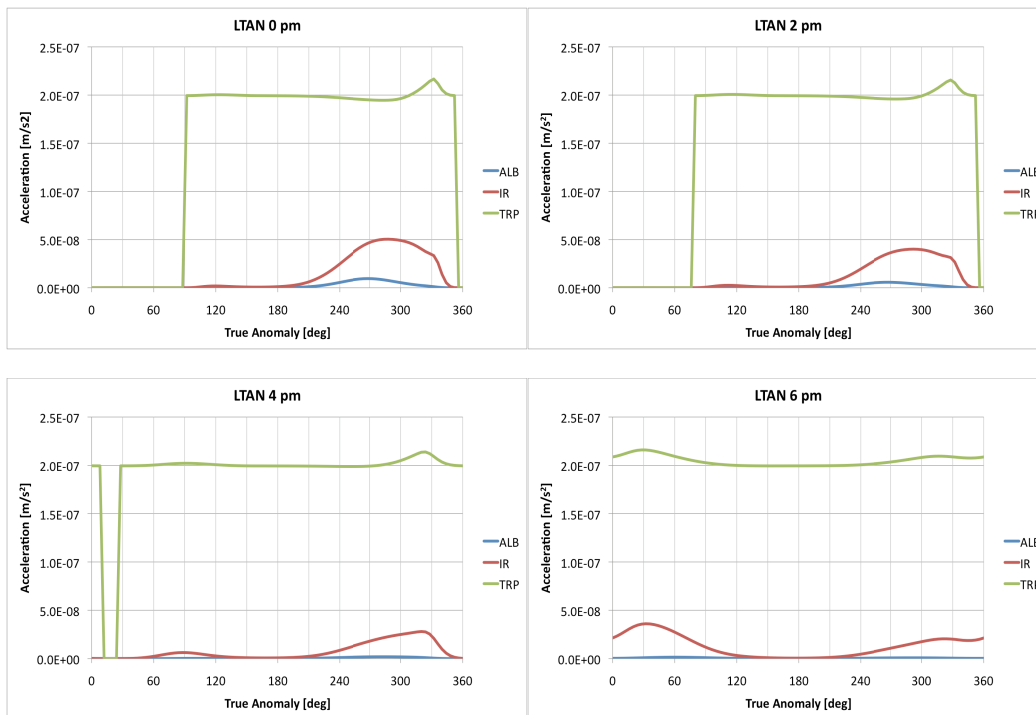 LTAN 0 pm
2.5E-07
2.0E-07
1.5E-07
1.0E-07
5.0E-08
0.0E+00
Acceleration [m/s2]
0 60 120 180 240 300 360
True Anomaly [deg]
ALB
IR
TRP
LTAN 2 pm
2.5E-07
2.0E-07
1.5E-07
1.0E-07
5.0E-08
0.0E+00
Acceleration [m/s²]
0 60 120 180 240 300 360
True Anomaly [deg]
ALB
IR
TRP
LTAN 4 pm
2.5E-07
2.0E-07
1.5E-07
1.0E-07
5.0E-08
0.0E+00
Acceleration [m/s²]
0 60 120 180 240 300 360
True Anomaly [deg]
ALB
IR
TRP
LTAN 6 pm
2.5E-07
2.0E-07
1.5E-07
1.0E-07
5.0E-08
0.0E+00
Acceleration [m/s²]
0 60 120 180 240 300 360
True Anomaly [deg]
ALB
IR
TRP